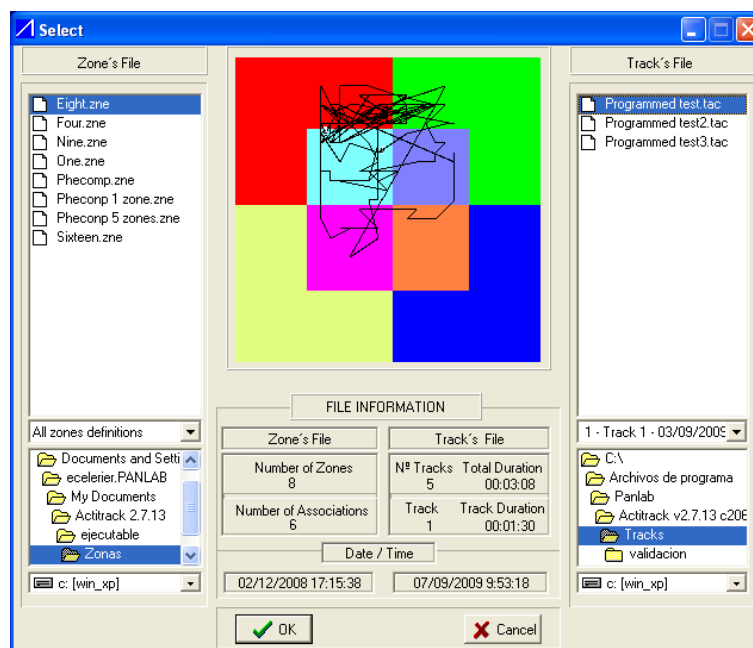 Select
Zone´s File
Eight.zne
Four.zne
Nine.zne
One.zne
Phecomp.zne
Pheconp 1 zone.zne
Pheconp 5 zones.zne
Sixteen.zne
All zones definitions
Documents and Setti
ecelerier.PANLAB
My Documents
Actitrack 2.7.13
ejecutable
Zonas
c: [win_xp]
FILE INFORMATION
Zone´s File
Number of Zones
8
Number of Associations
6
Track´s File
Nº Tracks Total Duration
5 00:03:08
Track Track Duration
1 00:01:30
Date / Time
02/12/2008 17:15:38 07/09/2009 9:53:18
OK Cancel
Track´s File
Programmed test.tac
Programmed test2.tac
Programmed test3.tac
1 - Track 1 - 03/09/2009
C:\
Archivos de programa
Panlab
Actitrack v2.7.13 c206
Tracks
validacion
c: [win_xp]